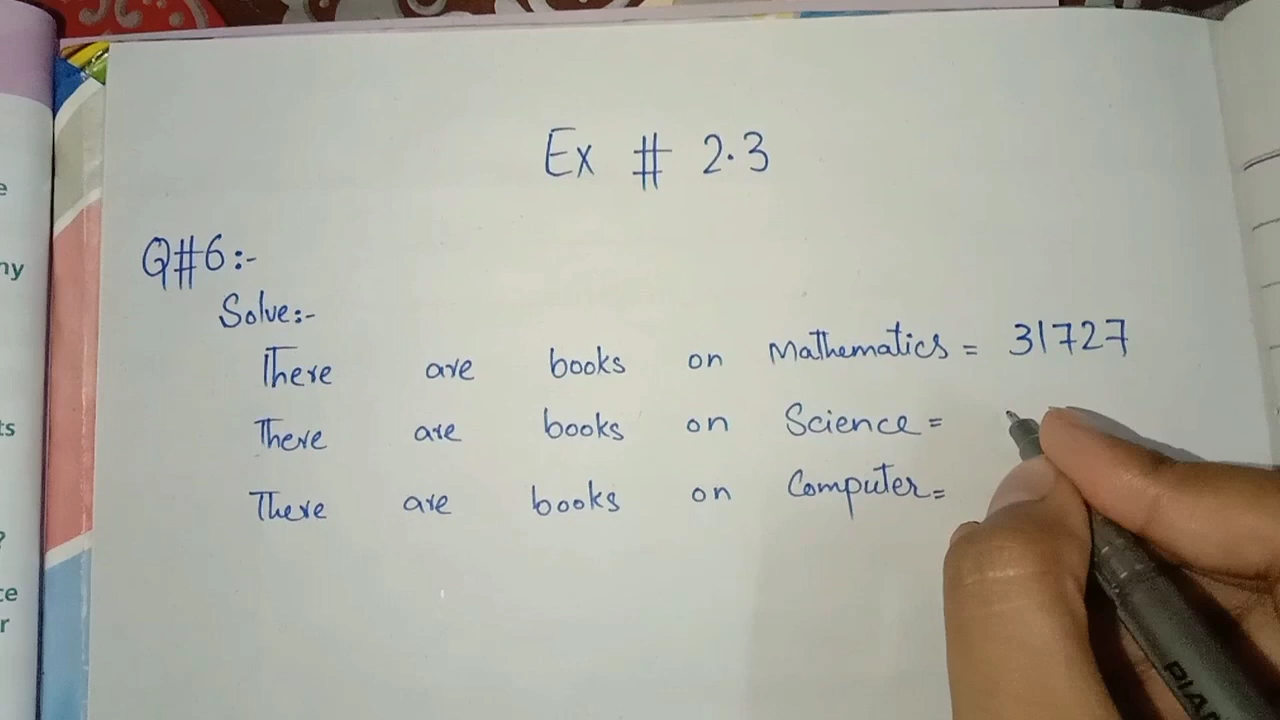 Ex # 2.3
Q#6:-
Solve:-
There are books on Mathematics = 31727
There are books on Science =
There are books on Computer =